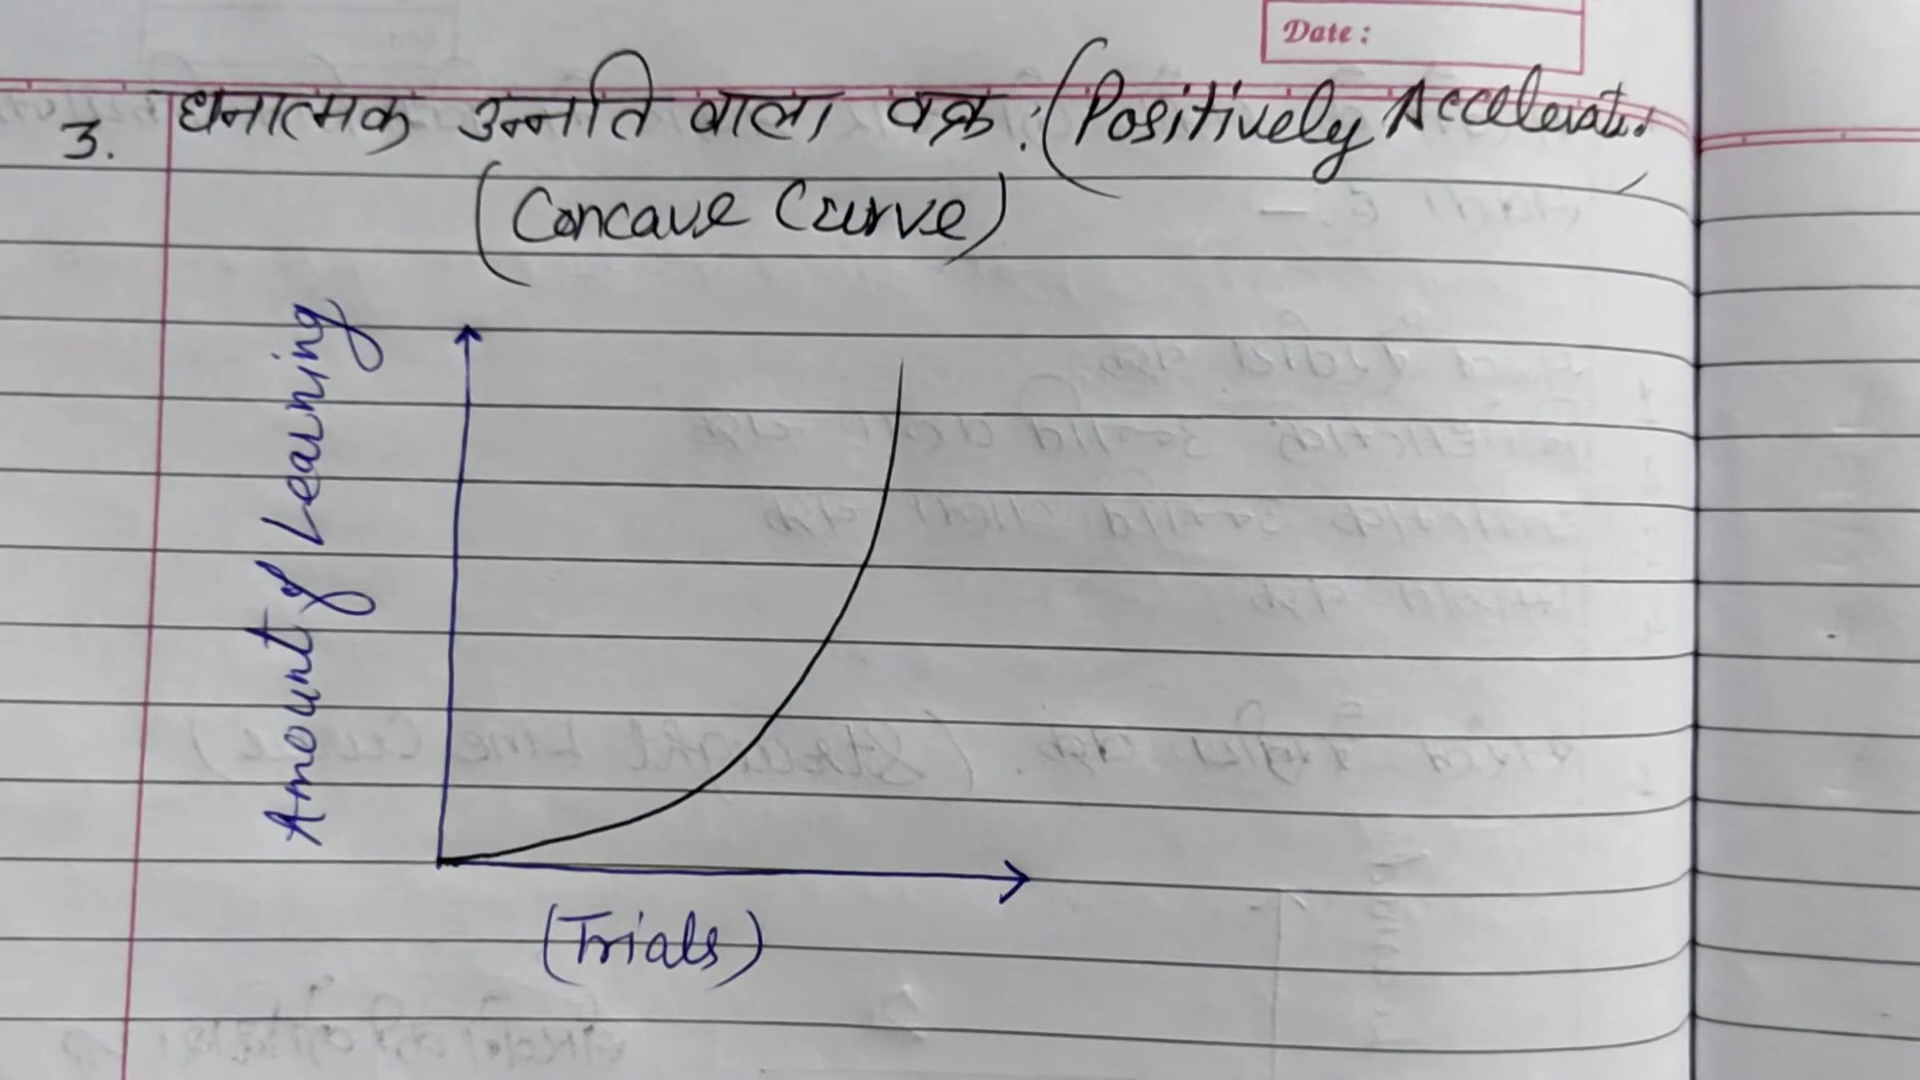 Date :
3. धनात्मक उन्नति वाला वक्र : (Positively Accelerat.
(Concave Curve)
Amount of Learning
(Trials)